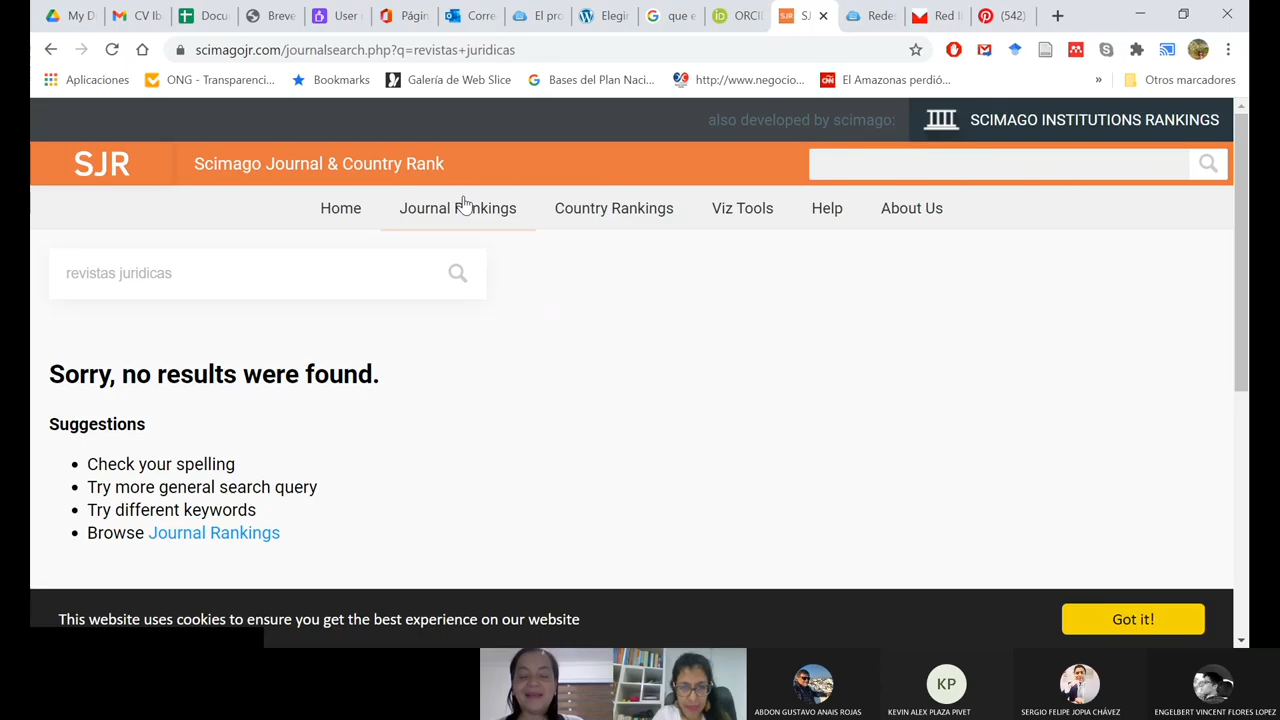 My D
CV Ib
Docu
Breve
User
Págin
Corre
El pro
Elegir
que e
ORCI
SJ
Redes
Red I
(542)
scimagojr.com/journalsearch.php?q=revistas+juridicas
Aplicaciones
ONG - Transparenci...
Bookmarks
Galería de Web Slice
Bases del Plan Naci...
http://www.negocio...
El Amazonas perdió...
»
Otros marcadores
also developed by scimago:
SCIMAGO INSTITUTIONS RANKINGS
SJR
Scimago Journal & Country Rank
Home
Journal Rankings
Country Rankings
Viz Tools
Help
About Us
revistas juridicas
Sorry, no results were found.
Suggestions
Check your spelling
Try more general search query
Try different keywords
Browse Journal Rankings
This website uses cookies to ensure you get the best experience on our website
Got it!
KP
ABDON GUSTAVO ANAIS ROJAS
KEVIN ALEX PLAZA PIVET
SERGIO FELIPE JOPIA CHÁVEZ
ENGELBERT VINCENT FLORES LOPEZ